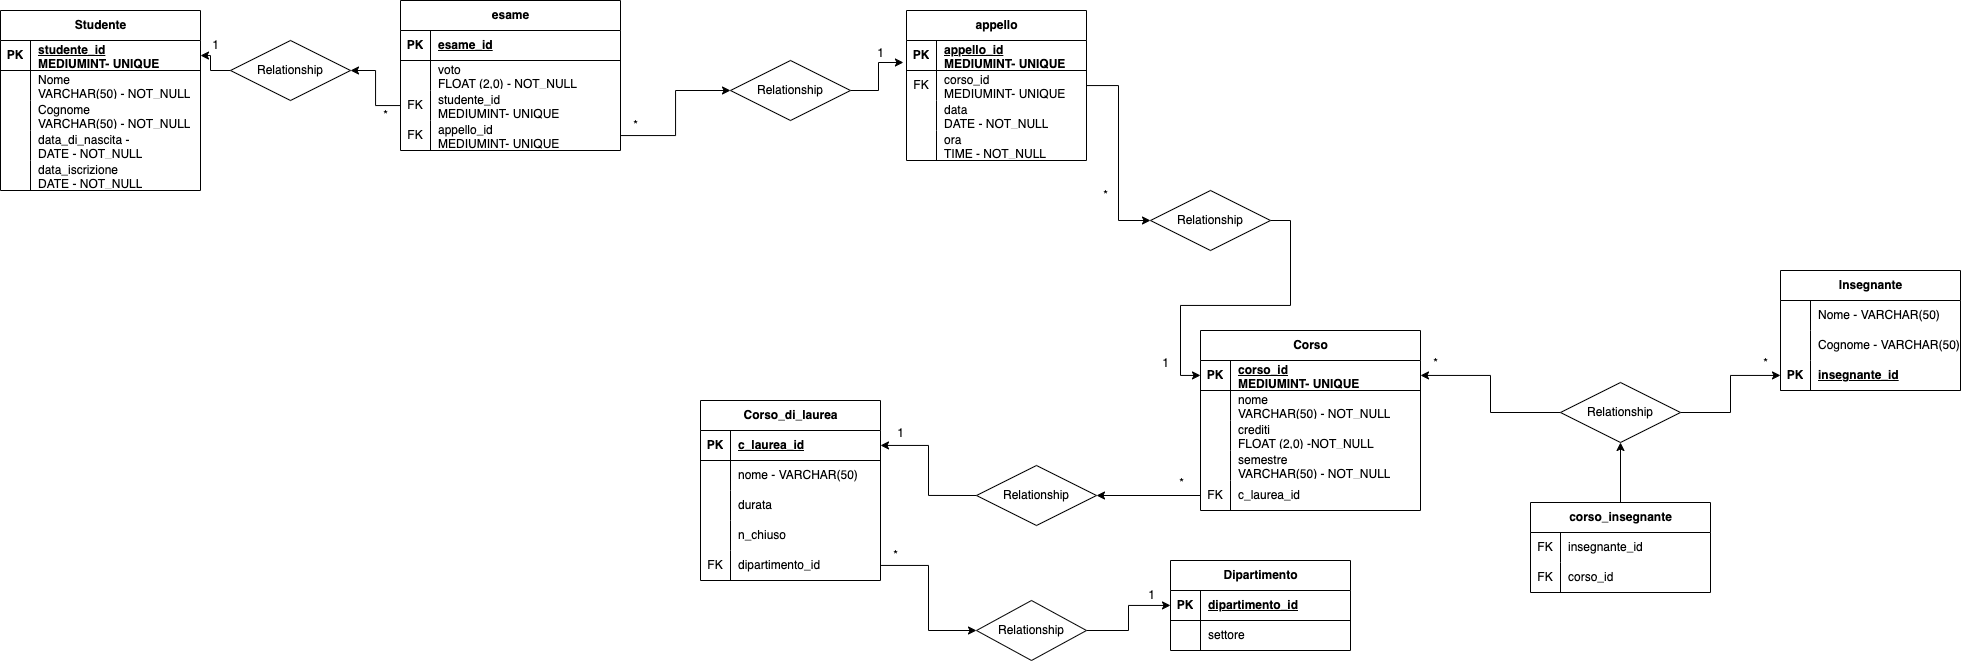 Studente
PK
studente_id
MEDIUMINT- UNIQUE
Nome
VARCHAR(50) - NOT_NULL
Cognome
VARCHAR(50) - NOT_NULL
data_di_nascita -
DATE - NOT_NULL
data_iscrizione
DATE - NOT_NULL
1
Relationship
*
esame
PK
esame_id
voto
FLOAT (2,0) - NOT_NULL
FK
studente_id
MEDIUMINT- UNIQUE
FK
appello_id
MEDIUMINT- UNIQUE
*
Relationship
1
appello
PK
appello_id
MEDIUMINT- UNIQUE
FK
corso_id
MEDIUMINT- UNIQUE
data
DATE - NOT_NULL
ora
TIME - NOT_NULL
*
Relationship
1
Corso
PK
corso_id
MEDIUMINT- UNIQUE
nome
VARCHAR(50) - NOT_NULL
crediti
FLOAT (2,0) -NOT_NULL
semestre
VARCHAR(50) - NOT_NULL
FK
c_laurea_id
*
Relationship
*
Insegnante
Nome - VARCHAR(50)
Cognome - VARCHAR(50)
PK
insegnante_id
corso_insegnante
FK
insegnante_id
FK
corso_id
*
Relationship
1
Corso_di_laurea
PK
c_laurea_id
nome - VARCHAR(50)
durata
n_chiuso
FK
dipartimento_id
*
Relationship
1
Dipartimento
PK
dipartimento_id
settore